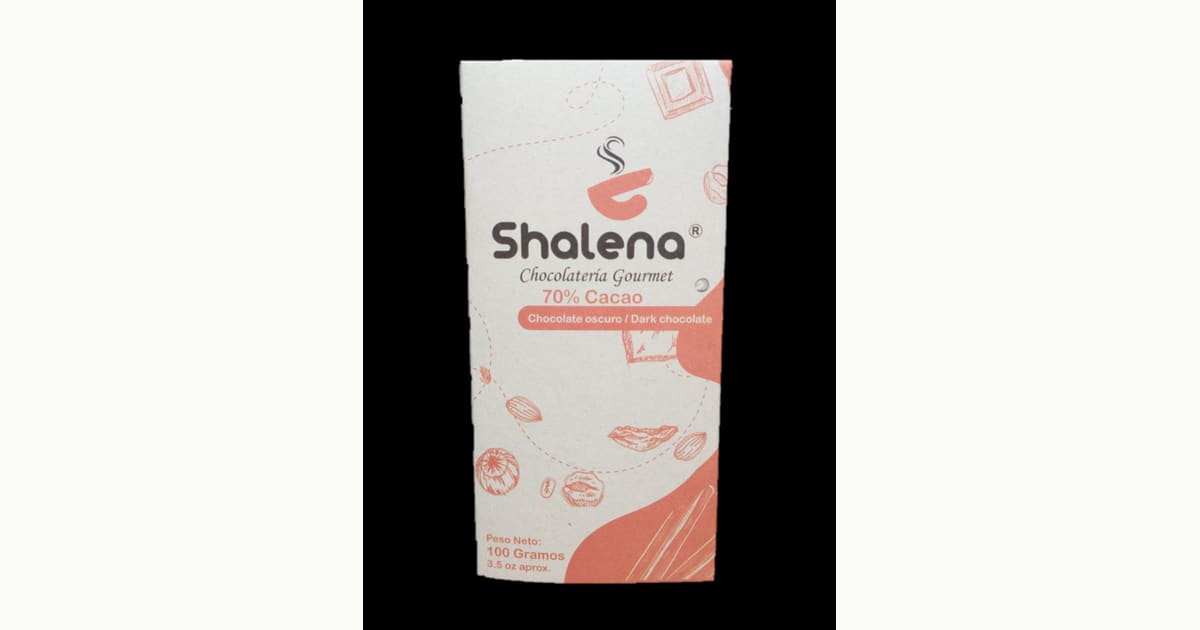 Shalena®
Chocolatería Gourmet
70% Cacao
Chocolate oscuro / Dark chocolate
Peso Neto:
100 Gramos
3.5 oz aprox.